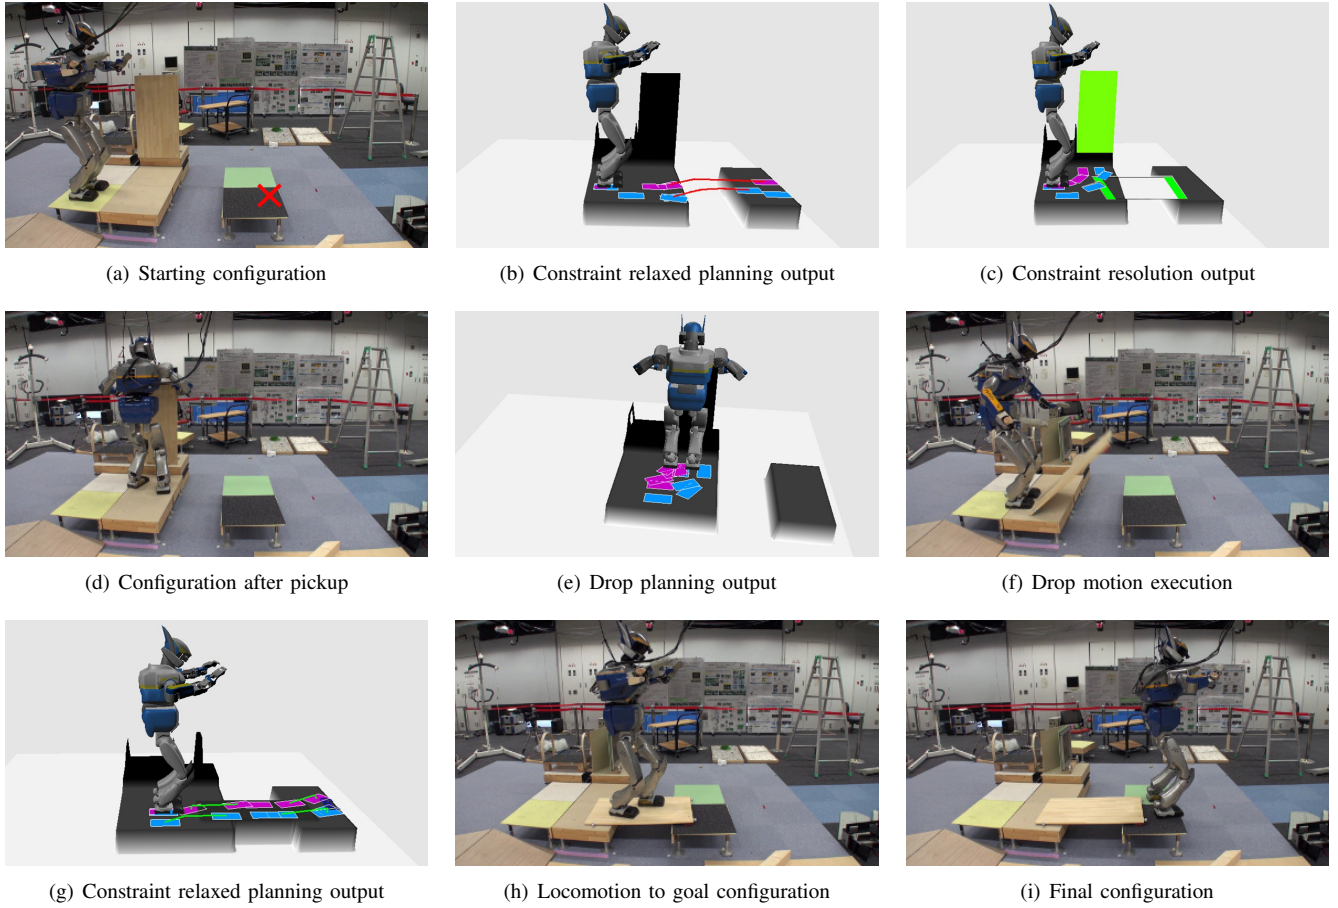 (a) Starting configuration
(b) Constraint relaxed planning output
(c) Constraint resolution output
(d) Configuration after pickup
(e) Drop planning output
(f) Drop motion execution
(g) Constraint relaxed planning output
(h) Locomotion to goal configuration
(i) Final configuration